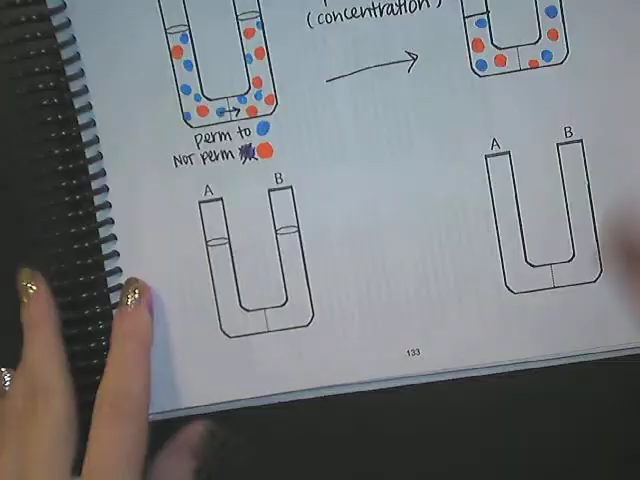 (concentration)
perm to
Not perm
A
B
A
B
133